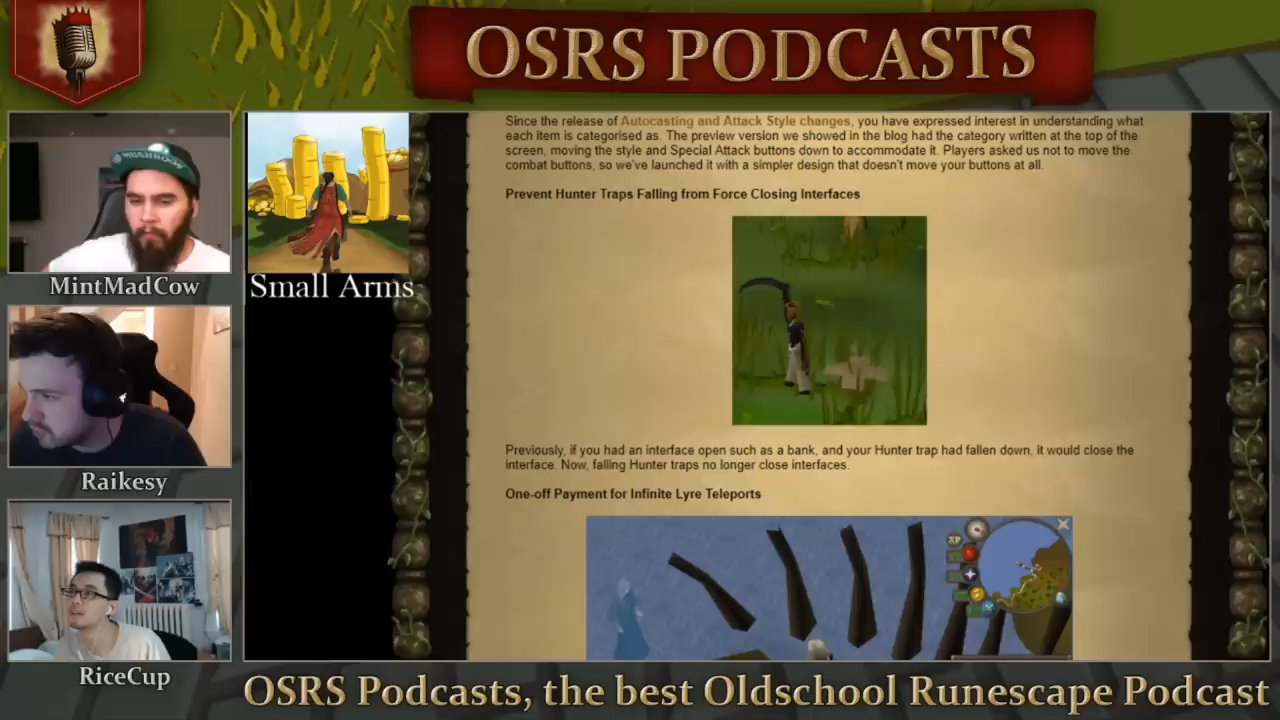 OSRS PODCASTS
MintMadCow
Raikesy
RiceCup
Small Arms
Since the release of Autocasting and Attack Style changes, you have expressed interest in understanding what
each item is categorised as. The preview version we showed in the blog had the category written at the top of the
screen, moving the style and Special Attack buttons down to accommodate it. Players asked us not to move the
combat buttons, so we've launched it with a simpler design that doesn't move your buttons at all.
Prevent Hunter Traps Falling from Force Closing Interfaces
Previously, if you had an interface open such as a bank, and your Hunter trap had fallen down, it would close the
interface. Now, falling Hunter traps no longer close interfaces.
One-off Payment for Infinite Lyre Teleports
XP
OSRS Podcasts, the best Oldschool Runescape Podcast